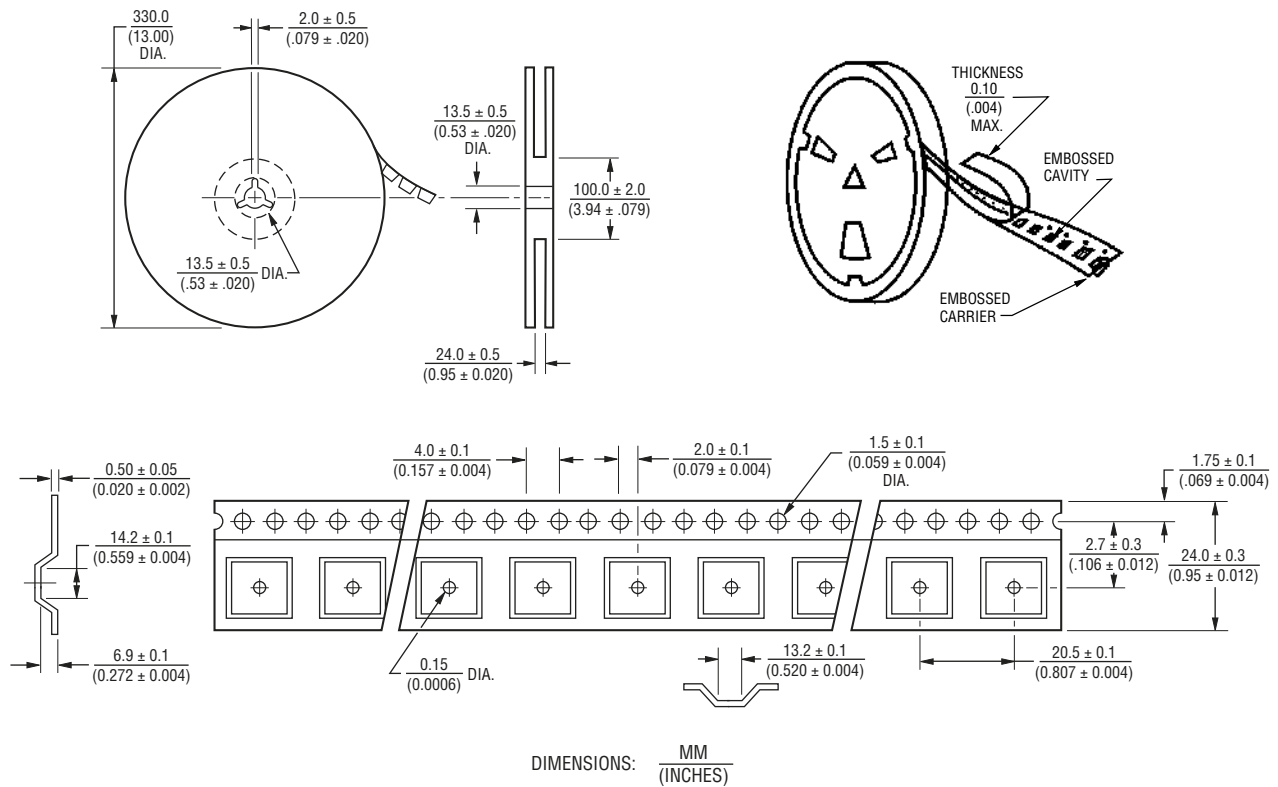 330.0
(13.00)
DIA.
2.0 ± 0.5
(.079 ± .020)
13.5 ± 0.5
(0.53 ± .020)
DIA.
100.0 ± 2.0
(3.94 ± .079)
13.5 ± 0.5
(.53 ± .020)
DIA.
24.0 ± 0.5
(0.95 ± 0.020)
THICKNESS
0.10
(.004)
MAX.
EMBOSSED
CAVITY
EMBOSSED
CARRIER
0.50 ± 0.05
(0.020 ± 0.002)
14.2 ± 0.1
(0.559 ± 0.004)
6.9 ± 0.1
(0.272 ± 0.004)
4.0 ± 0.1
(0.157 ± 0.004)
2.0 ± 0.1
(0.079 ± 0.004)
1.5 ± 0.1
(0.059 ± 0.004)
DIA.
1.75 ± 0.1
(.069 ± 0.004)
2.7 ± 0.3
(.106 ± 0.012)
24.0 ± 0.3
(0.95 ± 0.012)
0.15
(0.0006)
DIA.
13.2 ± 0.1
(0.520 ± 0.004)
20.5 ± 0.1
(0.807 ± 0.004)
DIMENSIONS:
MM
(INCHES)